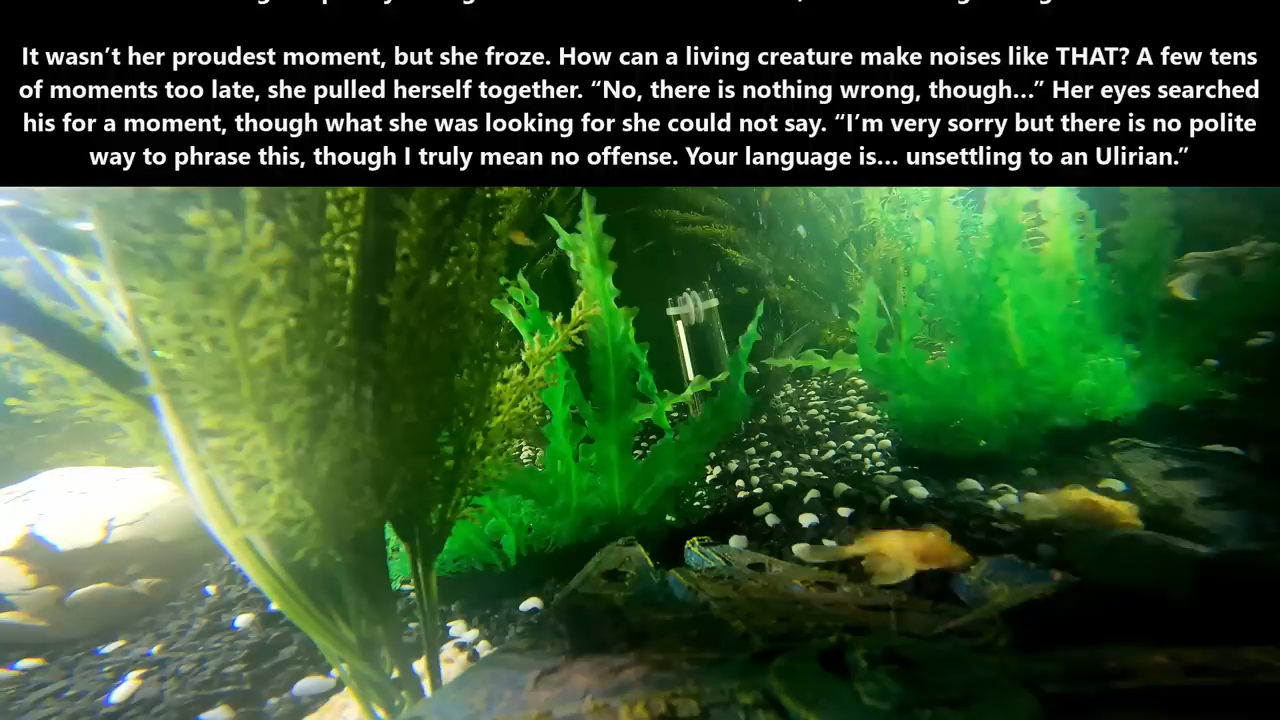 It wasn’t her proudest moment, but she froze. How can a living creature make noises like THAT? A few tens
of moments too late, she pulled herself together. “No, there is nothing wrong, though…” Her eyes searched
his for a moment, though what she was looking for she could not say. “I’m very sorry but there is no polite
way to phrase this, though I truly mean no offense. Your language is… unsettling to an Ulirian.”